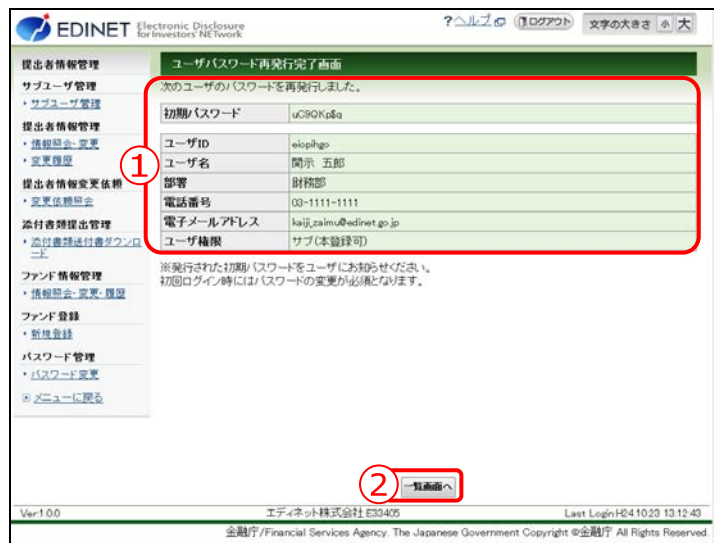 EDINET Electronic Disclosure for Investors' NETwork
?ヘルプ ログアウト 文字の大きさ 小 大
提出者情報管理
サブユーザ管理
・サブユーザ管理
提出者情報管理
・情報照会・変更
・変更履歴
提出者情報変更依頼
・変更依頼照会
添付書類提出管理
・添付書類送付書ダウンロード
ファンド情報管理
・情報照会・変更・履歴
ファンド登録
・新規登録
パスワード管理
・パスワード変更
メニューに戻る
ユーザパスワード再発行完了画面
次のユーザのパスワードを再発行しました。
①
初期パスワード uC9OKp$q
ユーザID eiopihgo
ユーザ名 開示 五郎
部署 財務部
電話番号 03-1111-1111
電子メールアドレス kaiji_zaimu@edinet.go.jp
ユーザ権限 サブ(本登録可)
※発行された初期パスワードをユーザにお知らせください。
初回ログイン時にはパスワードの変更が必須となります。
② 一覧画面へ
Ver.1.0.0 エディネット株式会社 E33405 Last Login:H24.10.23 13:12:43
金融庁/Financial Services Agency. The Japanese Government Copyright ©金融庁 All Rights Reserved.